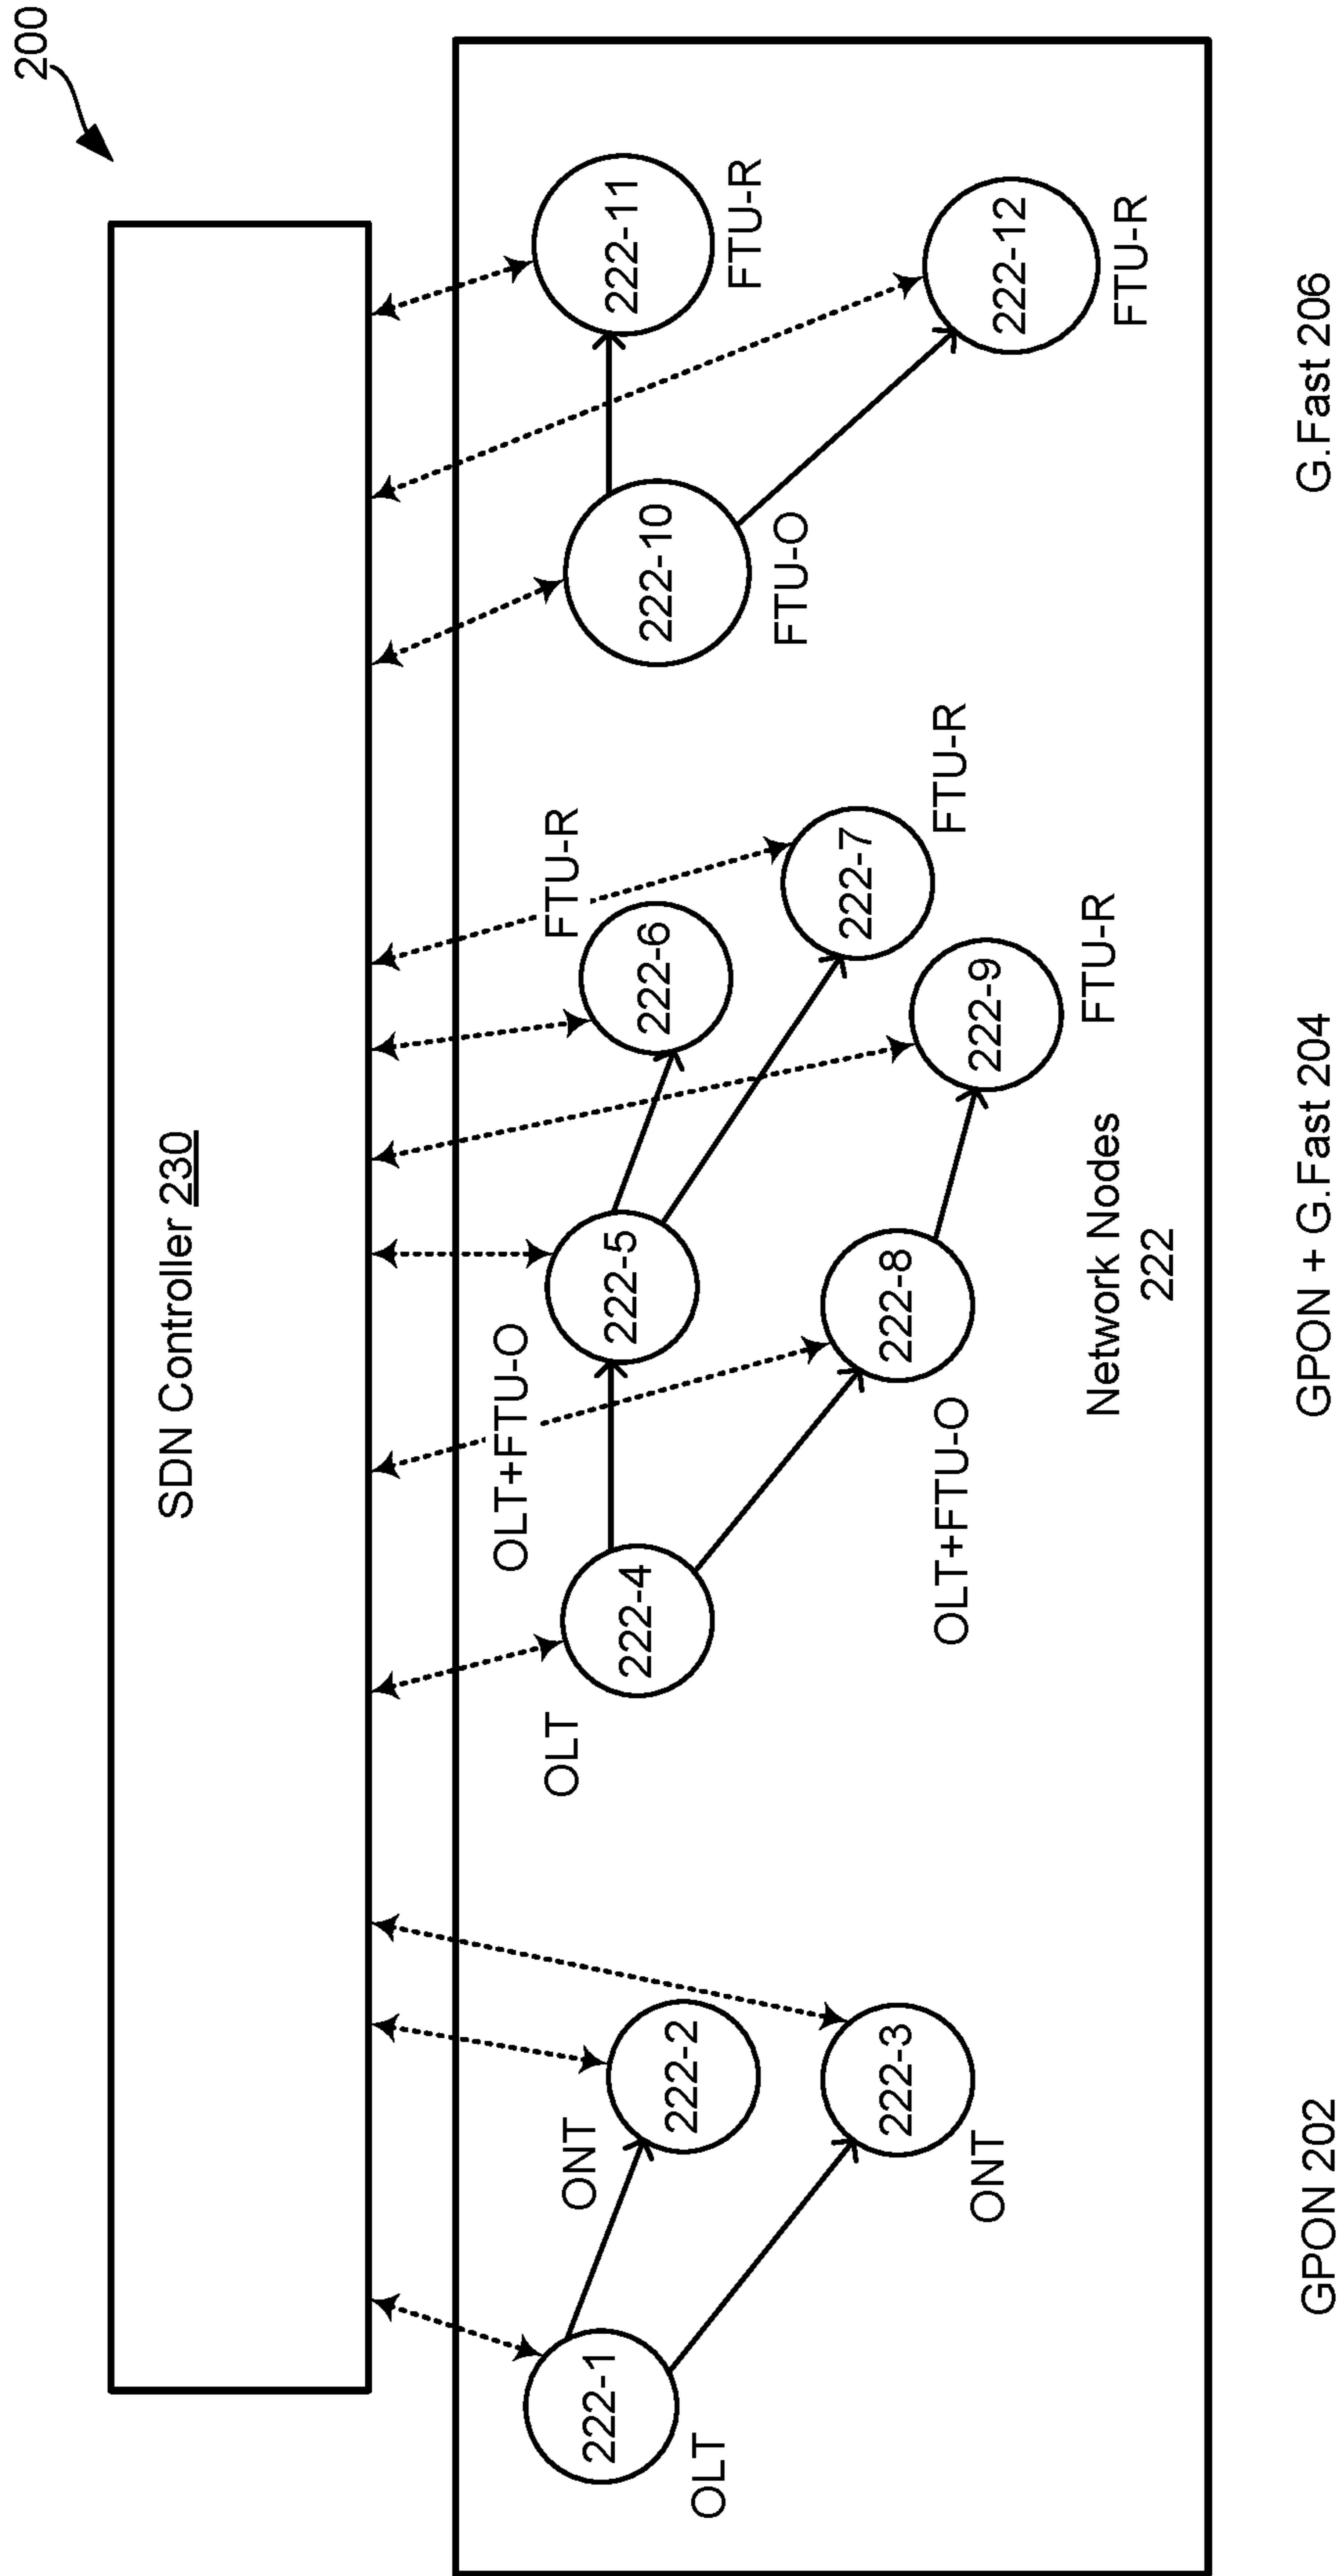 200
SDN Controller 230
222-1
OLT
ONT
222-2
222-3
ONT
OLT
222-4
OLT+FTU-O
222-5
FTU-R
222-6
222-7
FTU-R
222-8
OLT+FTU-O
222-9
FTU-R
Network Nodes
222
222-10
FTU-O
222-11
FTU-R
222-12
FTU-R
GPON 202
GPON + G.Fast 204
G.Fast 206